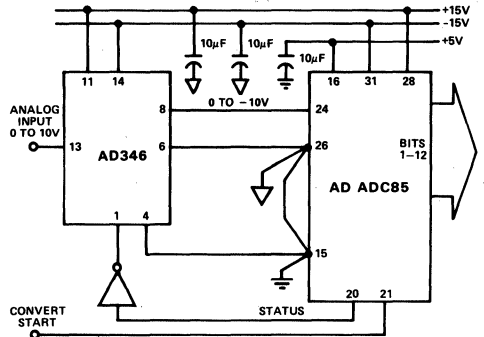 +15V
-15V
+5V
10μF
10μF
10μF
11
14
16
31
28
ANALOG
INPUT
0 TO 10V
8
0 TO -10V
24
13
AD346
6
26
BITS
1-12
AD ADC85
1
4
15
20
21
STATUS
CONVERT
START